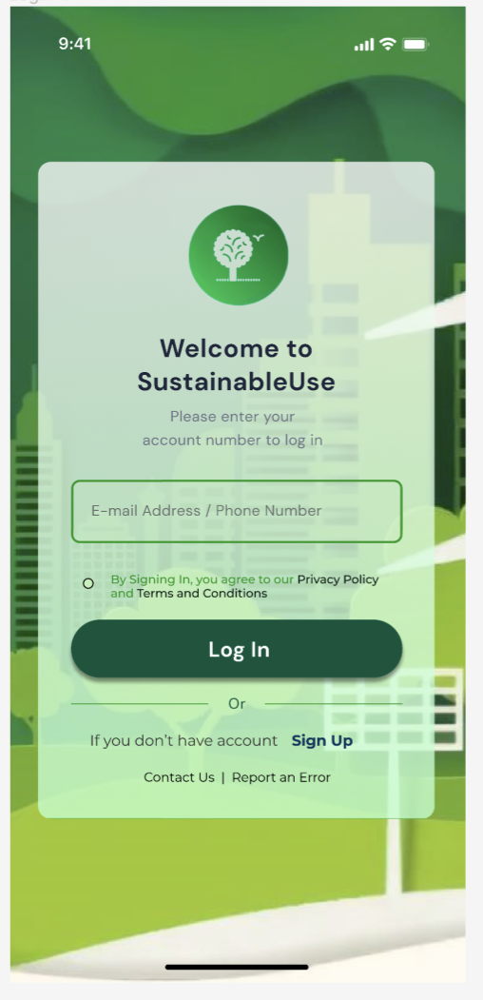 9:41
Welcome to
SustainableUse
Please enter your
account number to log in
E-mail Address / Phone Number
By Signing In, you agree to our Privacy Policy
and Terms and Conditions
Log In
Or
If you don't have account Sign Up
Contact Us | Report an Error